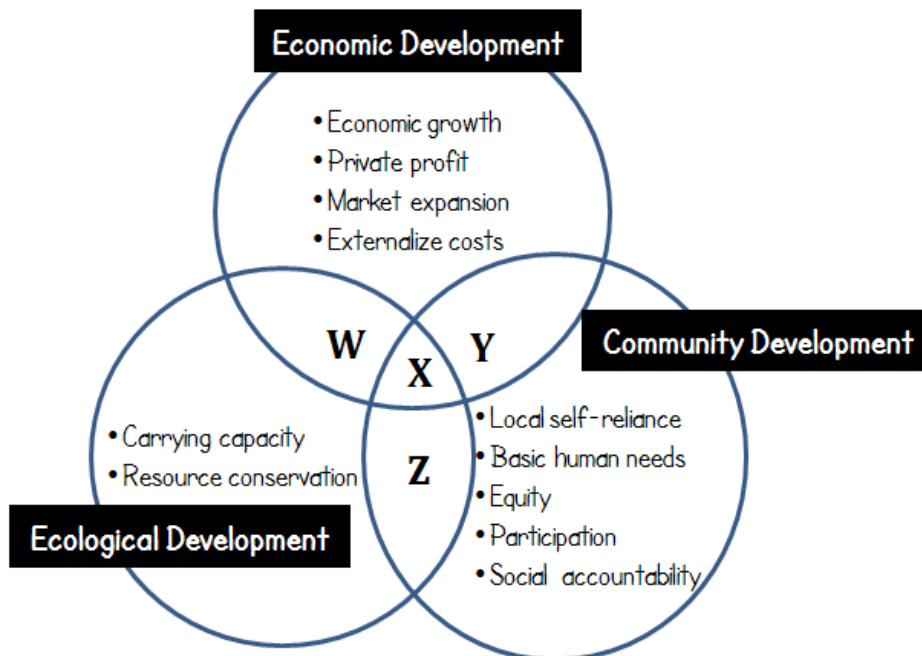 Economic Development
• Economic growth
• Private profit
• Market expansion
• Externalize costs
W
X
Y
Community Development
• Carrying capacity
• Resource conservation
Z
• Local self-reliance
• Basic human needs
• Equity
• Participation
• Social accountability
Ecological Development